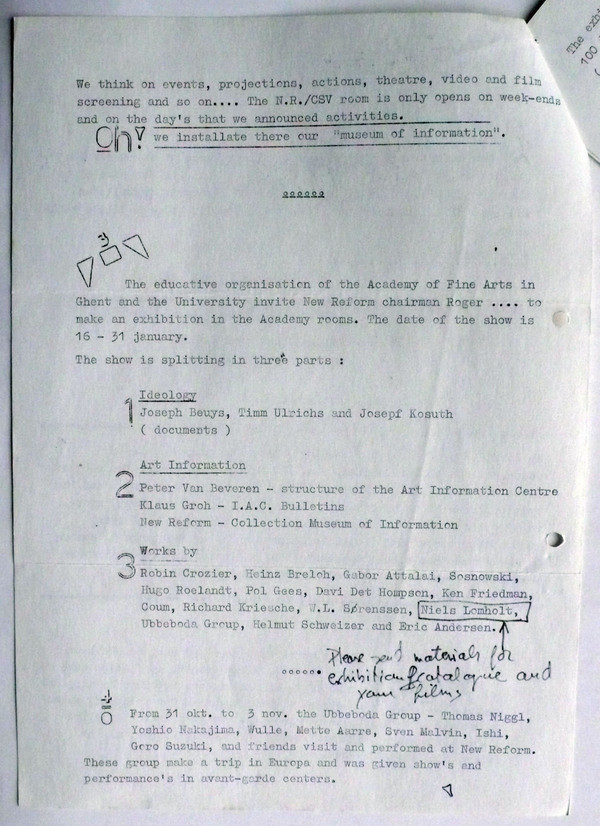 The exhi
100
We think on events, projections, actions, theatre, video and film
screening and so on.... The N.R./CSV room is only opens on week-ends
and on the day's that we announced activities.
Oh! we installate there our "museum of information".
The educative organisation of the Academy of Fine Arts in
Ghent and the University invite New Reform chairman Roger .... to
make an exhibition in the Academy rooms. The date of the show is
16 - 31 january.
The show is splitting in three parts :
1 Ideology
Joseph Beuys, Timm Ulrichs and Josepf Kosuth
( documents )
2 Art Information
Peter Van Beveren - structure of the Art Information Centre
Klaus Groh - I.A.C. Bulletins
New Reform - Collection Museum of Information
3 Works by
Robin Crozier, Heinz Breloh, Gabor Attalai, Sosnowski,
Hugo Roelandt, Pol Gees, Davi Det Hompson, Ken Friedman,
Coum, Richard Kriesche, W.L. Sørenssen, Niels Lomholt,
Ubbeboda Group, Helmut Schweizer and Eric Andersen.
Please send materials for
exhibition & catalogue and
your films
From 31 okt. to 3 nov. the Ubbeboda Group - Thomas Niggl,
Yoshio Nakajima, Wulle, Mette Aarre, Sven Malvin, Ishi,
Goro Suzuki, and friends visit and performed at New Reform.
These group make a trip in Europa and was given show's and
performance's in avant-garde centers.